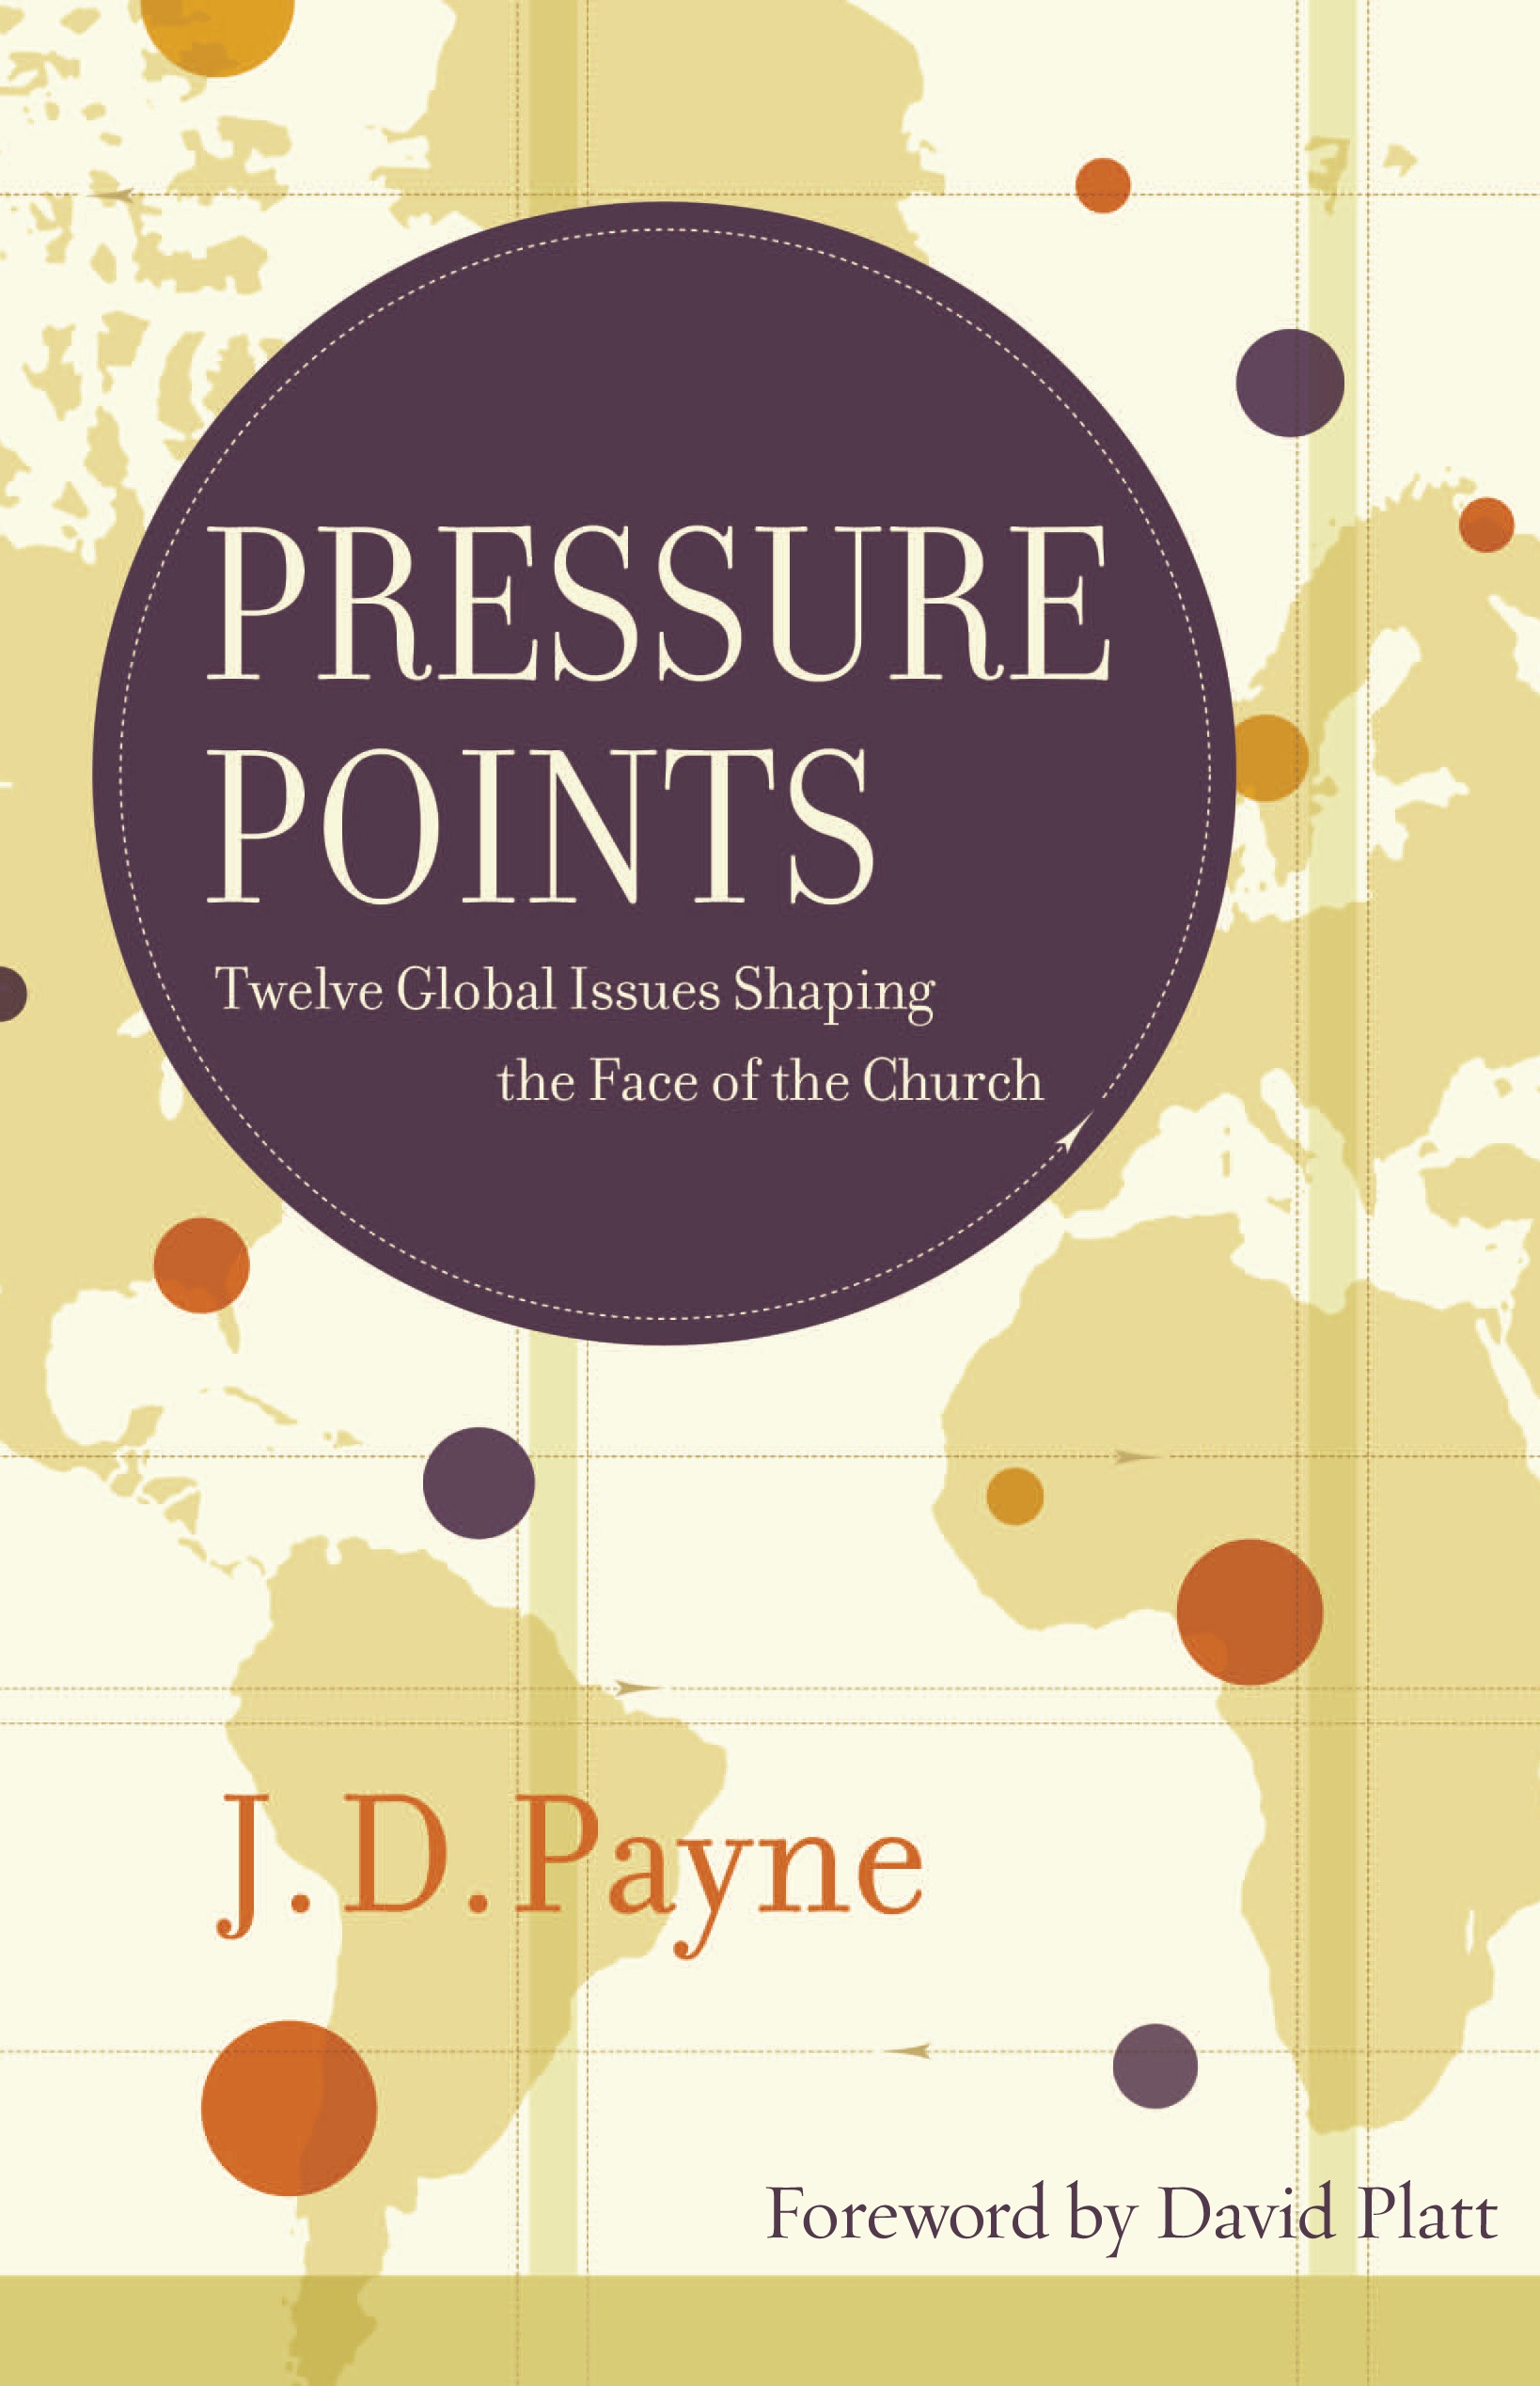 PRESSURE
POINTS
Twelve Global Issues Shaping
the Face of the Church
J.D.Payne
Foreword by David Platt